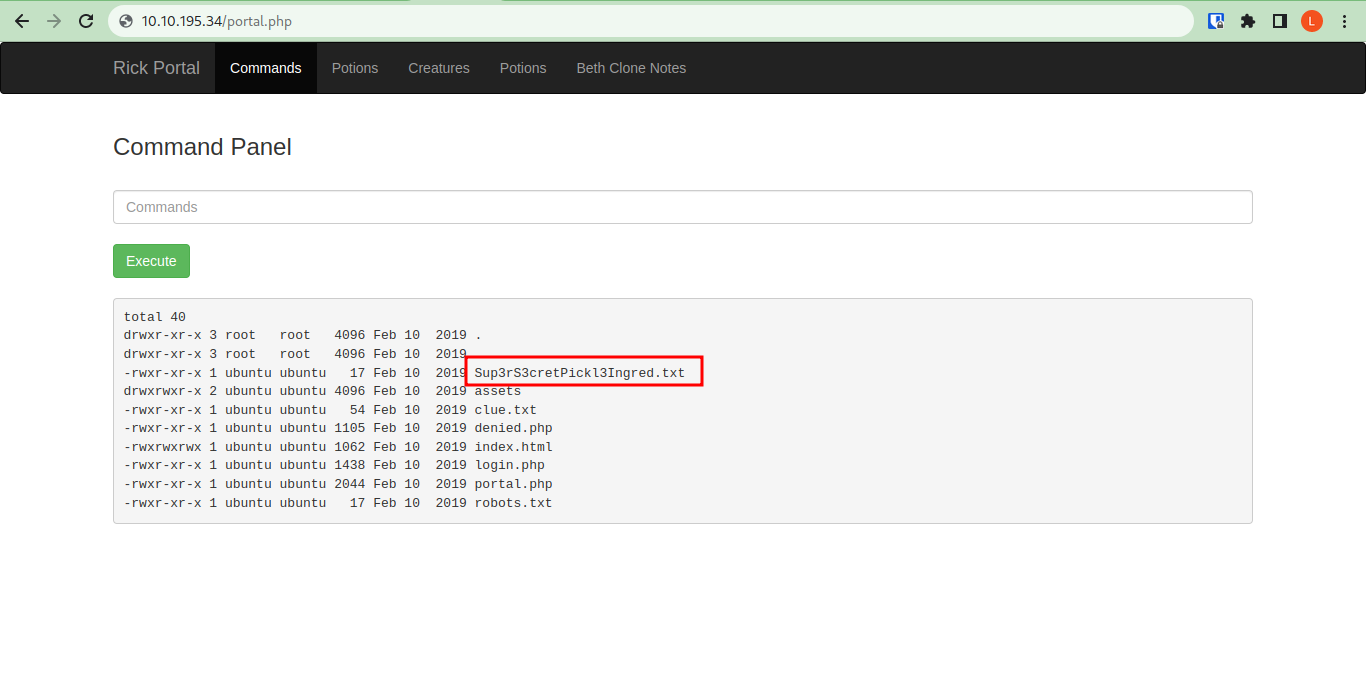 10.10.195.34/portal.php
L
Rick Portal Commands Potions Creatures Potions Beth Clone Notes
Command Panel
Commands
Execute
total 40
drwxr-xr-x 3 root   root   4096 Feb 10  2019 .
drwxr-xr-x 3 root   root   4096 Feb 10  2019
-rwxr-xr-x 1 ubuntu ubuntu   17 Feb 10  2019 Sup3rS3cretPickl3Ingred.txt
drwxrwxr-x 2 ubuntu ubuntu 4096 Feb 10  2019 assets
-rwxr-xr-x 1 ubuntu ubuntu   54 Feb 10  2019 clue.txt
-rwxr-xr-x 1 ubuntu ubuntu 1105 Feb 10  2019 denied.php
-rwxrwxrwx 1 ubuntu ubuntu 1062 Feb 10  2019 index.html
-rwxr-xr-x 1 ubuntu ubuntu 1438 Feb 10  2019 login.php
-rwxr-xr-x 1 ubuntu ubuntu 2044 Feb 10  2019 portal.php
-rwxr-xr-x 1 ubuntu ubuntu   17 Feb 10  2019 robots.txt